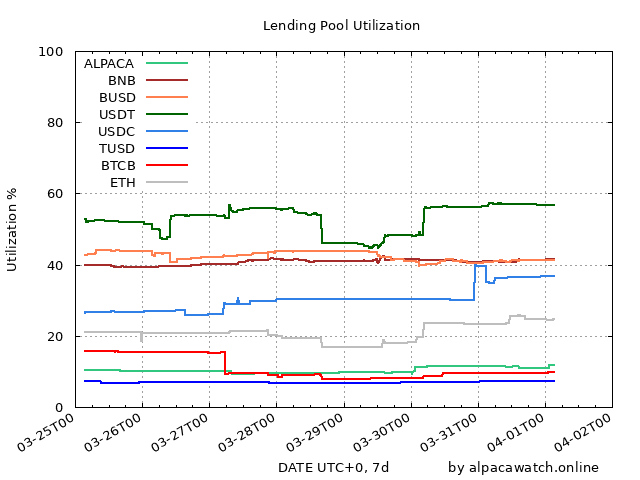 Lending Pool Utilization
Utilization %
100
80
60
40
20
0
ALPACA
BNB
BUSD
USDT
USDC
TUSD
BTCB
ETH
03-25T00
03-26T00
03-27T00
03-28T00
03-29T00
03-30T00
03-31T00
04-01T00
04-02T00
DATE UTC+0, 7d by alpacawatch.online